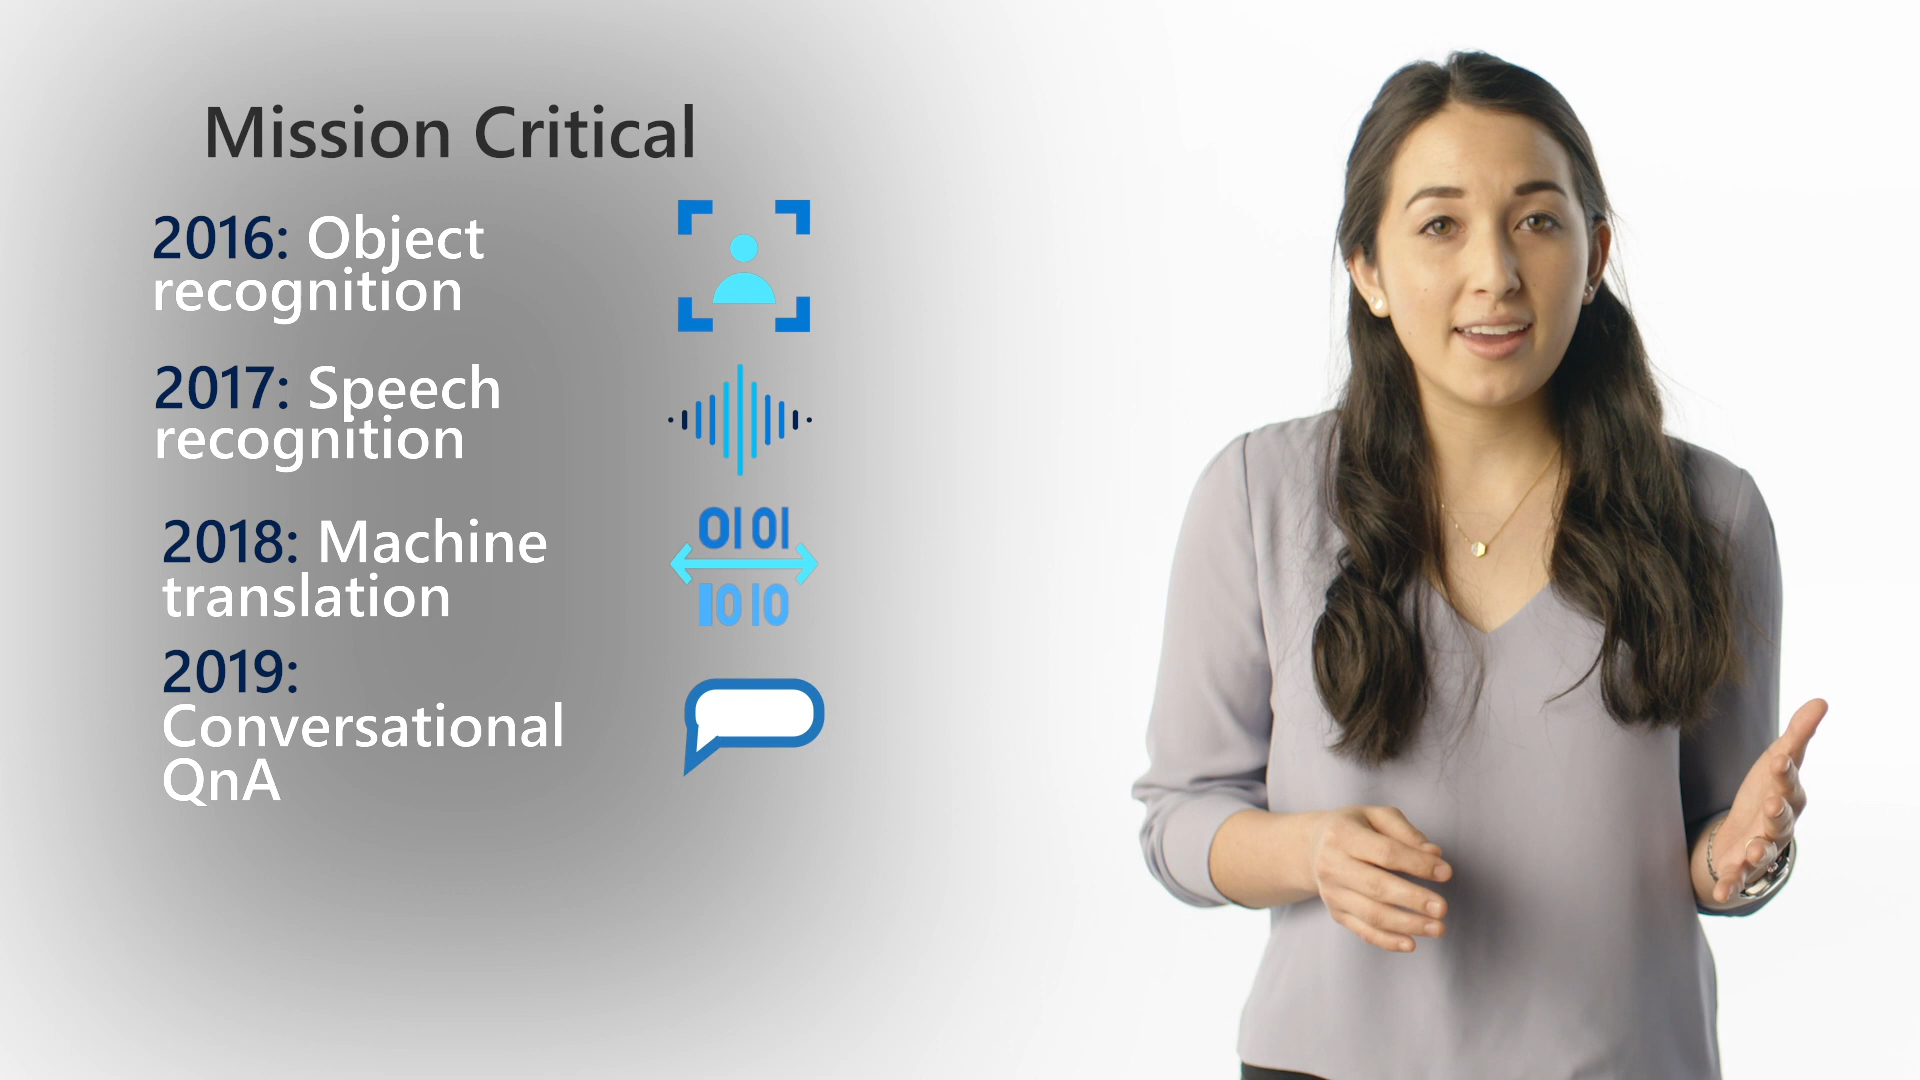 Mission Critical
2016: Object
recognition
2017: Speech
recognition
2018: Machine
translation
2019:
Conversational
QnA
0101
1010